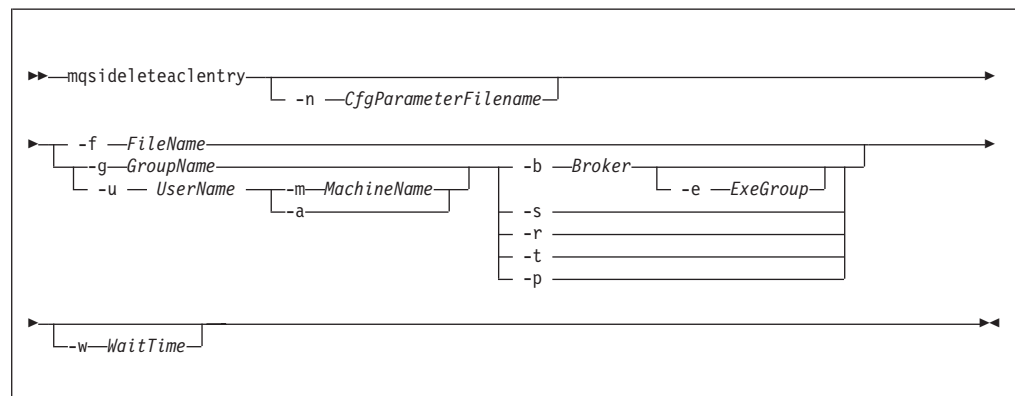 mqsideleteaclentry
-n CfgParameterFilename
-f FileName
-g GroupName -b Broker
-u UserName -m MachineName -e ExeGroup
-a -s
-r
-t
-p
-w WaitTime